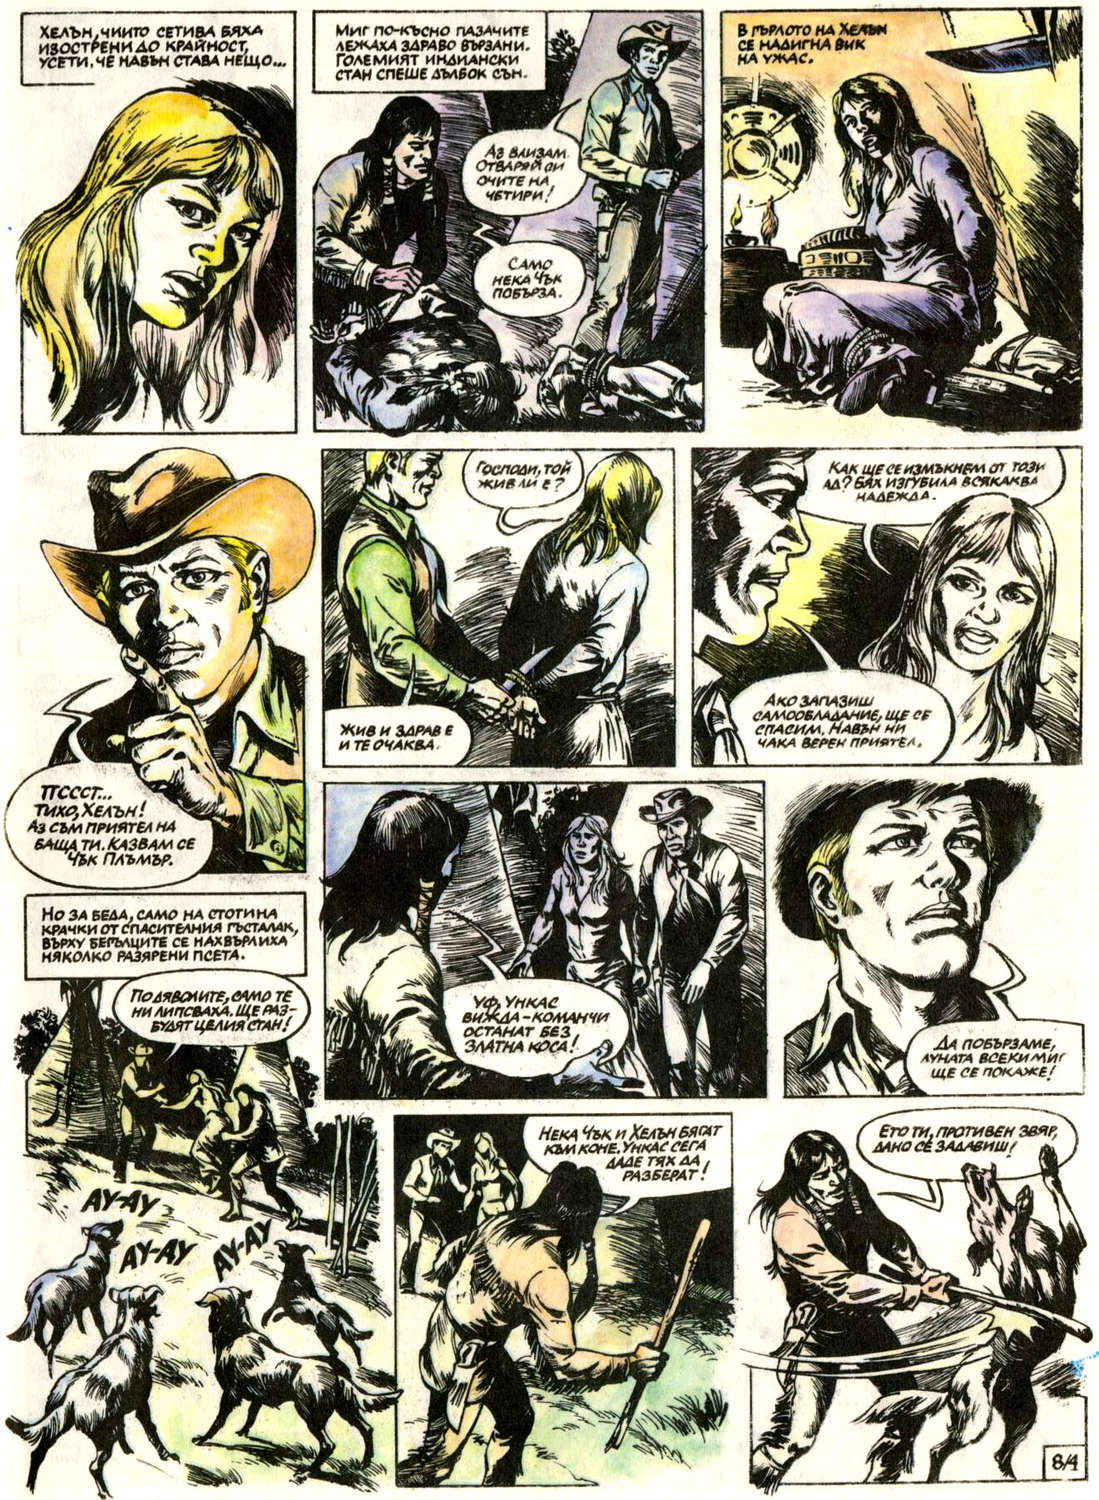 ХЕЛЪН, ЧИИТО СЕТИВА БЯХА
ИЗОСТРЕНИ ДО КРАЙНОСТ,
УСЕТИ, ЧЕ НАВЪН СТАВА НЕЩО...
МИГ ПО-КЪСНО ПАЗАЧИТЕ
ЛЕЖАХА ЗДРАВО ВЪРЗАНИ.
ГОЛЕМИЯТ ИНДИАНСКИ
СТАН СПЕШЕ ДЪЛБОК СЪН.
АЗ ВЛИЗАМ.
ОТВАРЯЙ СИ
ОЧИТЕ НА
ЧЕТИРИ!
САМО
НЕКА ЧЪК
ПОБЪРЗА.
В ГЪРЛОТО НА ХЕЛЪН
СЕ НАДИГНА ВИК
НА УЖАС.
ПССТ...
ТИХО, ХЕЛЪН!
АЗ СЪМ ПРИЯТЕЛ НА
БАЩА ТИ. КАЗВАМ СЕ
ЧЪК ПЛЪМЪР.
ГОСПОДИ, ТОЙ
ЖИВ ЛИ Е?
ЖИВ И ЗДРАВ Е
И ТЕ ОЧАКВА.
КАК ЩЕ СЕ ИЗМЪКНЕМ ОТ ТОЗИ
АД? БЯХ ИЗГУБИЛА ВСЯКАКВА
НАДЕЖДА.
АКО ЗАПАЗИШ
САМООБЛАДАНИЕ, ЩЕ СЕ
СПАСИМ. НАВЪН НИ
ЧАКА ВЕРЕН ПРИЯТЕЛ.
УФ, УНКАС
ВИЖДА - КОМАНЧИ
ОСТАНАТ БЕЗ
ЗЛАТНА КОСА!
ДА ПОБЪРЗАМЕ,
ЛУНАТА ВСЕКИ МИГ
ЩЕ СЕ ПОКАЖЕ!
НО ЗА БЕДА, САМО НА СТОТИНА
КРАЧКИ ОТ СПАСИТЕЛНИЯ ГЪСТАЛАК,
ВЪРХУ БЕГЪЛЦИТЕ СЕ НАХВЪРЛИХА
НЯКОЛКО РАЗЯРЕНИ ПСЕТА.
ПО ДЯВОЛИТЕ, САМО ТЕ
НИ ЛИПСВАХА. ЩЕ РАЗ-
БУДЯТ ЦЕЛИЯ СТАН!
АУ-АУ
АУ-АУ
АУ-АУ
НЕКА ЧЪК И ХЕЛЪН БЯГАТ
КЪМ КОНЕ. УНКАС СЕГА
ДАДЕ ТЯХ ДА
РАЗБЕРАТ!
ЕТО ТИ, ПРОТИВЕН ЗВЯР,
ДАНО СЕ ЗАДАВИШ!
8/4